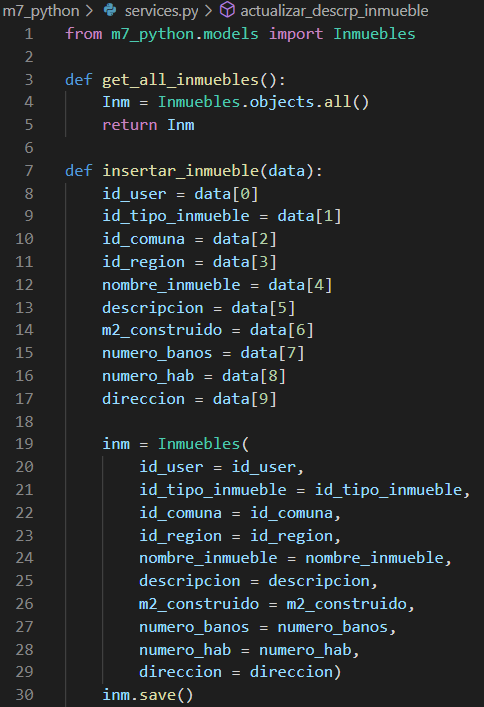 m7_python > services.py > actualizar_descrp_inmueble
1 from m7_python.models import Inmuebles
2
3 def get_all_inmuebles():
4     Inm = Inmuebles.objects.all()
5     return Inm
6
7 def insertar_inmueble(data):
8     id_user = data[0]
9     id_tipo_inmueble = data[1]
10     id_comuna = data[2]
11     id_region = data[3]
12     nombre_inmueble = data[4]
13     descripcion = data[5]
14     m2_construido = data[6]
15     numero_banos = data[7]
16     numero_hab = data[8]
17     direccion = data[9]
18
19     inm = Inmuebles(
20         id_user = id_user,
21         id_tipo_inmueble = id_tipo_inmueble,
22         id_comuna = id_comuna,
23         id_region = id_region,
24         nombre_inmueble = nombre_inmueble,
25         descripcion = descripcion,
26         m2_construido = m2_construido,
27         numero_banos = numero_banos,
28         numero_hab = numero_hab,
29         direccion = direccion)
30     inm.save()